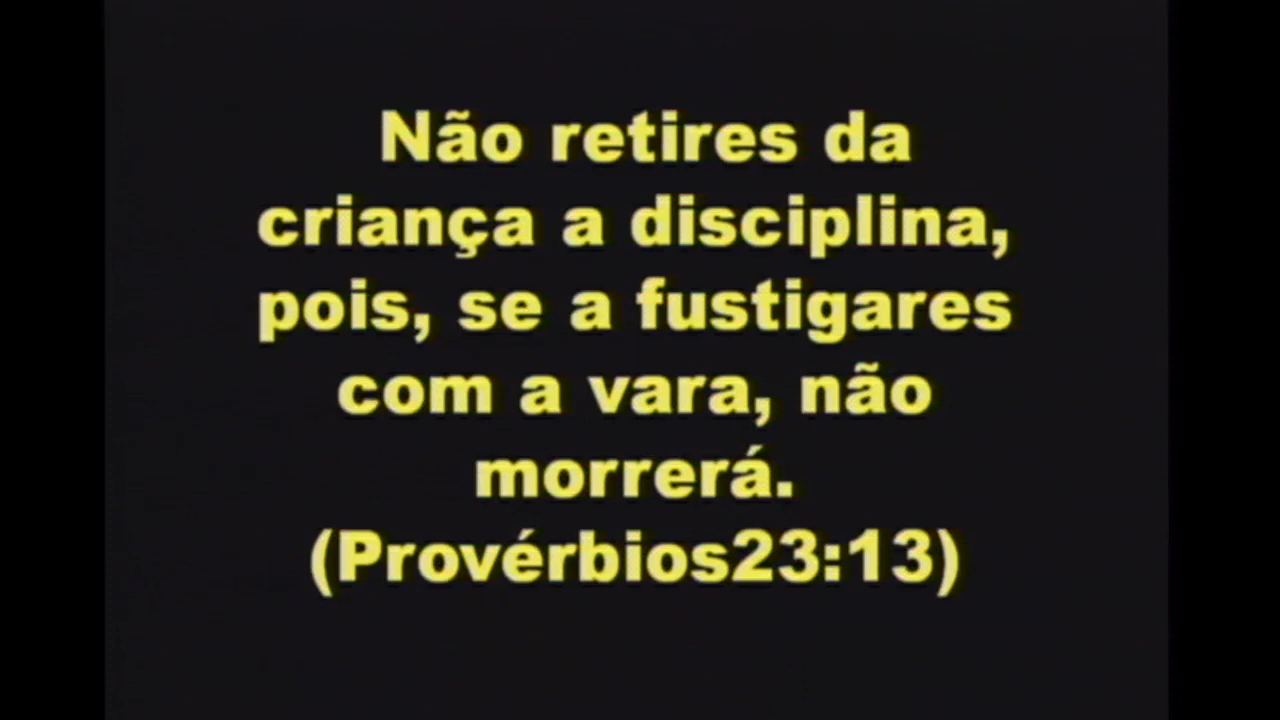 Não retires da
criança a disciplina,
pois, se a fustigares
com a vara, não
morrerá.
(Provérbios23:13)